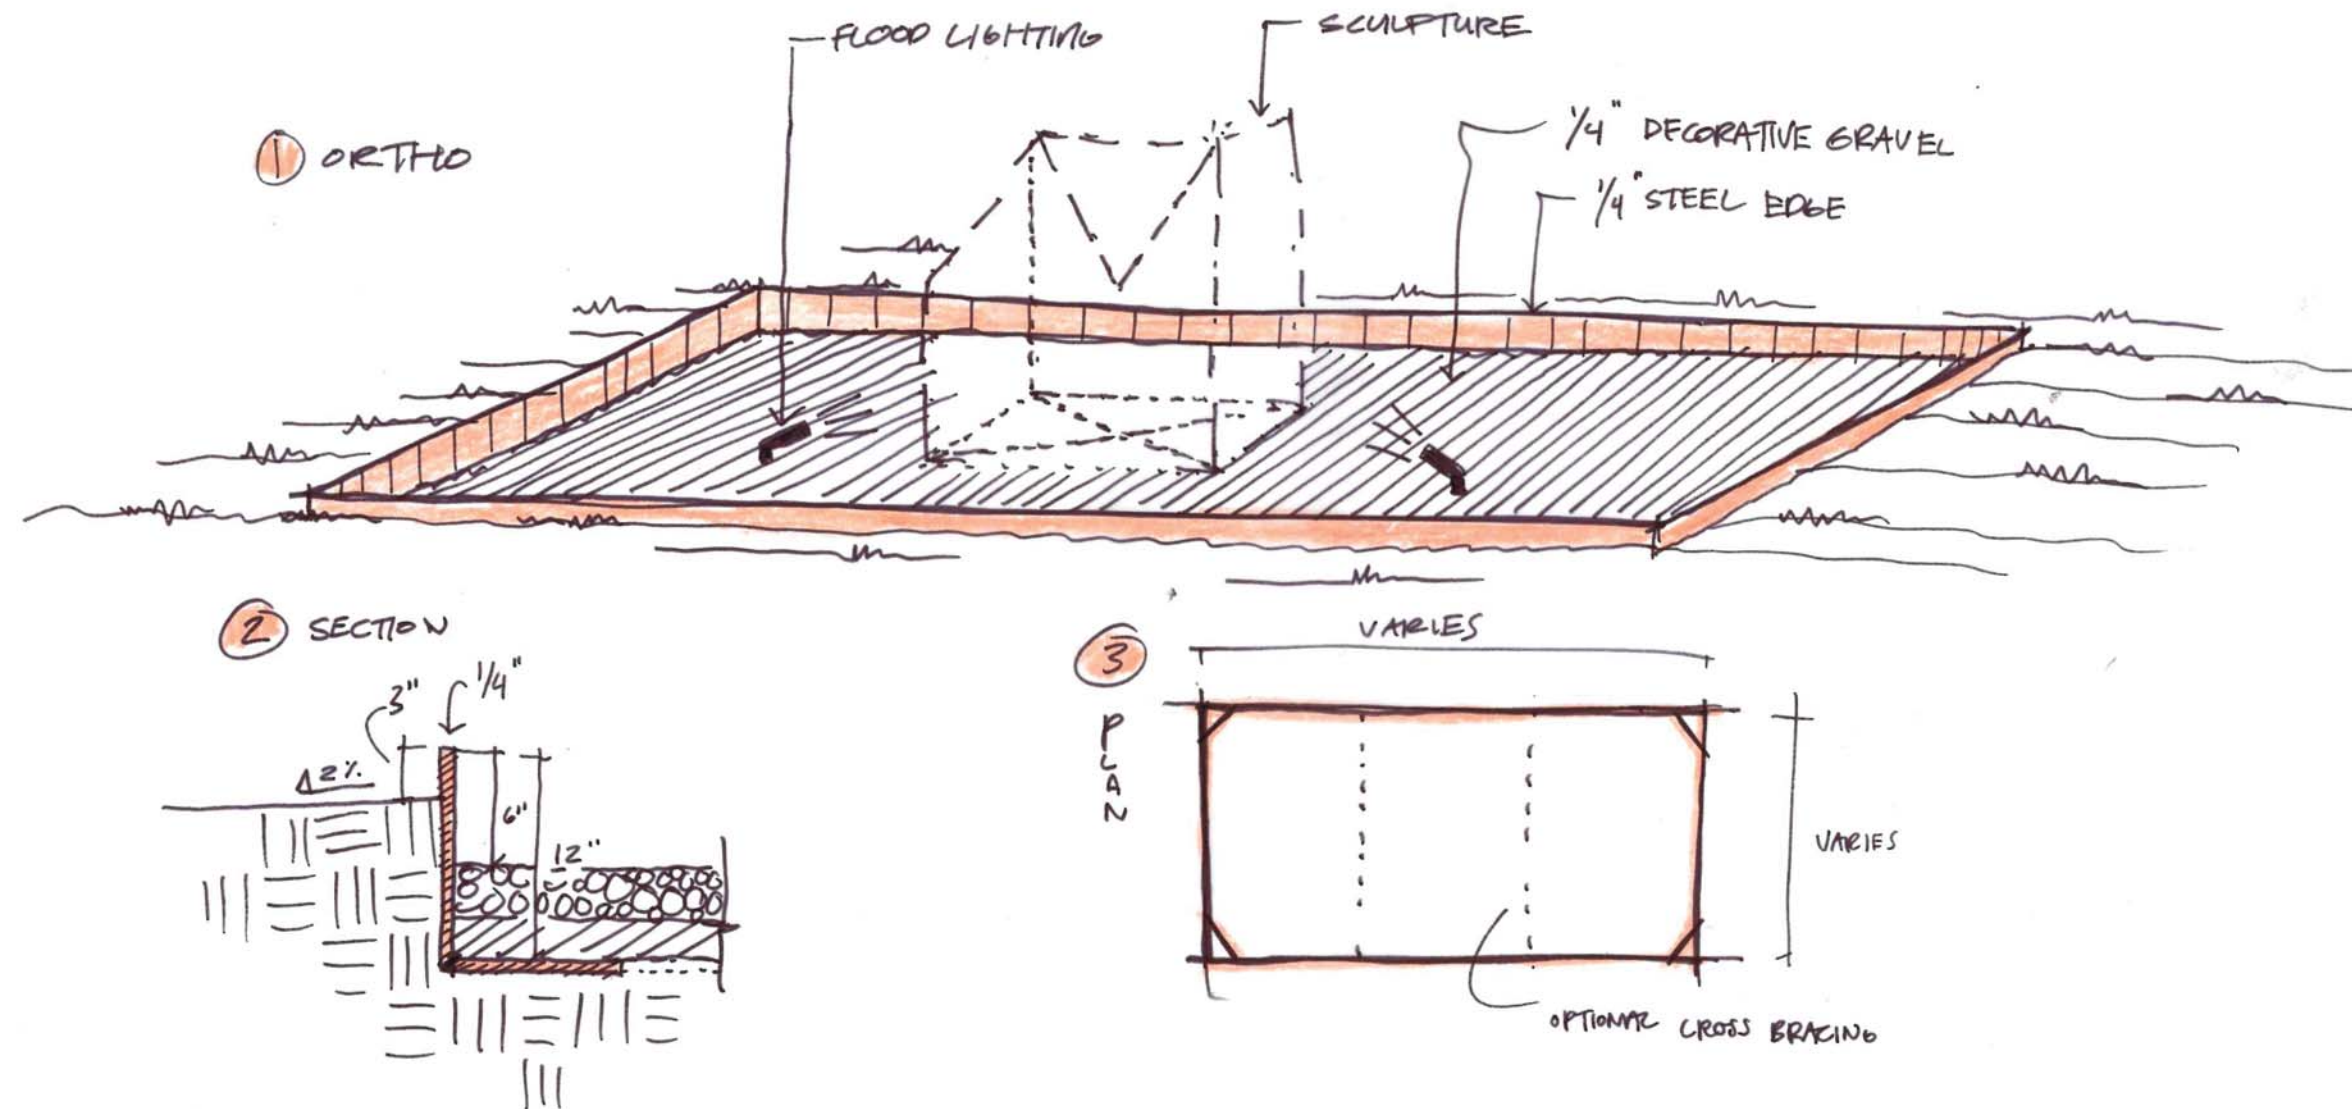 FLOOD LIGHTING
SCULPTURE
1 ORTHO
1/4" DECORATIVE GRAVEL
1/4" STEEL EDGE
2 SECTION
3"
1/4"
2%
6"
12"
3
PLAN
VARIES
VARIES
OPTIONAL CROSS BRACING